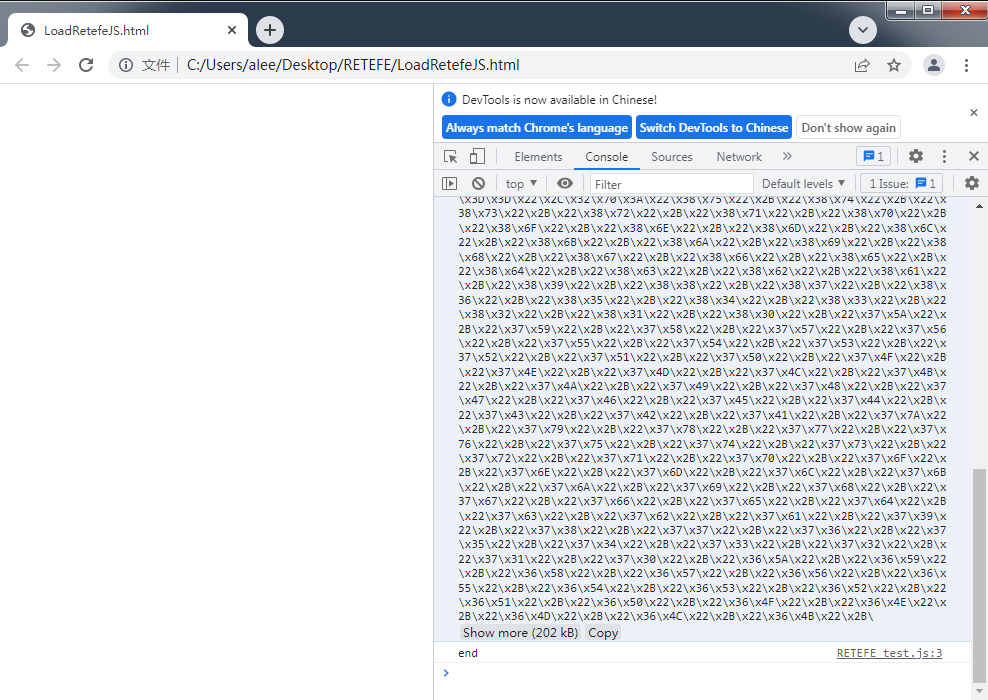 LoadRetefeJS.html
文件
C:/Users/alee/Desktop/RETEFE/LoadRetefeJS.html
DevTools is now available in Chinese!
Always match Chrome's language
Switch DevTools to Chinese
Don't show again
Elements
Console
Sources
Network
1
top
Filter
Default levels
1 Issue:
1
\x3D\x3D\x22\x2C\x32\x70\x3A\x22\x38\x75\x22\x2B\x22\x38\x74\x22\x2B\x22\x
38\x73\x22\x2B\x22\x38\x72\x22\x2B\x22\x38\x71\x22\x2B\x22\x38\x70\x22\x2B
\x22\x38\x6F\x22\x2B\x22\x38\x6E\x22\x2B\x22\x38\x6D\x22\x2B\x22\x38\x6C\x
22\x2B\x22\x38\x6B\x22\x2B\x22\x38\x6A\x22\x2B\x22\x38\x69\x22\x2B\x22\x38
\x68\x22\x2B\x22\x38\x67\x22\x2B\x22\x38\x66\x22\x2B\x22\x38\x65\x22\x2B\x
22\x38\x64\x22\x2B\x22\x38\x63\x22\x2B\x22\x38\x62\x22\x2B\x22\x38\x61\x22
\x2B\x22\x38\x39\x22\x2B\x22\x38\x38\x22\x2B\x22\x38\x37\x22\x2B\x22\x38\x
36\x22\x2B\x22\x38\x35\x22\x2B\x22\x38\x34\x22\x2B\x22\x38\x33\x22\x2B\x22
\x38\x32\x22\x2B\x22\x38\x31\x22\x2B\x22\x38\x30\x22\x2B\x22\x37\x5A\x22\x
2B\x22\x37\x59\x22\x2B\x22\x37\x58\x22\x2B\x22\x37\x57\x22\x2B\x22\x37\x56
\x22\x2B\x22\x37\x55\x22\x2B\x22\x37\x54\x22\x2B\x22\x37\x53\x22\x2B\x22\x
37\x52\x22\x2B\x22\x37\x51\x22\x2B\x22\x37\x50\x22\x2B\x22\x37\x4F\x22\x2B
\x22\x37\x4E\x22\x2B\x22\x37\x4D\x22\x2B\x22\x37\x4C\x22\x2B\x22\x37\x4B\x
22\x2B\x22\x37\x4A\x22\x2B\x22\x37\x49\x22\x2B\x22\x37\x48\x22\x2B\x22\x37
\x47\x22\x2B\x22\x37\x46\x22\x2B\x22\x37\x45\x22\x2B\x22\x37\x44\x22\x2B\x
22\x37\x43\x22\x2B\x22\x37\x42\x22\x2B\x22\x37\x41\x22\x2B\x22\x37\x7A\x22
\x2B\x22\x37\x79\x22\x2B\x22\x37\x78\x22\x2B\x22\x37\x77\x22\x2B\x22\x37\x
76\x22\x2B\x22\x37\x75\x22\x2B\x22\x37\x74\x22\x2B\x22\x37\x73\x22\x2B\x22
\x37\x72\x22\x2B\x22\x37\x71\x22\x2B\x22\x37\x70\x22\x2B\x22\x37\x6F\x22\x
2B\x22\x37\x6E\x22\x2B\x22\x37\x6D\x22\x2B\x22\x37\x6C\x22\x2B\x22\x37\x6B
\x22\x2B\x22\x37\x6A\x22\x2B\x22\x37\x69\x22\x2B\x22\x37\x68\x22\x2B\x22\x
37\x67\x22\x2B\x22\x37\x66\x22\x2B\x22\x37\x65\x22\x2B\x22\x37\x64\x22\x2B
\x22\x37\x63\x22\x2B\x22\x37\x62\x22\x2B\x22\x37\x61\x22\x2B\x22\x37\x39\x
22\x2B\x22\x37\x38\x22\x2B\x22\x37\x37\x22\x2B\x22\x37\x36\x22\x2B\x22\x37
\x35\x22\x2B\x22\x37\x34\x22\x2B\x22\x37\x33\x22\x2B\x22\x37\x32\x22\x2B\x
22\x37\x31\x22\x2B\x22\x37\x30\x22\x2B\x22\x36\x5A\x22\x2B\x22\x36\x59\x22
\x2B\x22\x36\x58\x22\x2B\x22\x36\x57\x22\x2B\x22\x36\x56\x22\x2B\x22\x36\x
55\x22\x2B\x22\x36\x54\x22\x2B\x22\x36\x53\x22\x2B\x22\x36\x52\x22\x2B\x22
\x36\x51\x22\x2B\x22\x36\x50\x22\x2B\x22\x36\x4F\x22\x2B\x22\x36\x4E\x22\x
2B\x22\x36\x4D\x22\x2B\x22\x36\x4C\x22\x2B\x22\x36\x4B\x22\x2B\
Show more (202 kB) Copy
end
RETEFE test.js:3